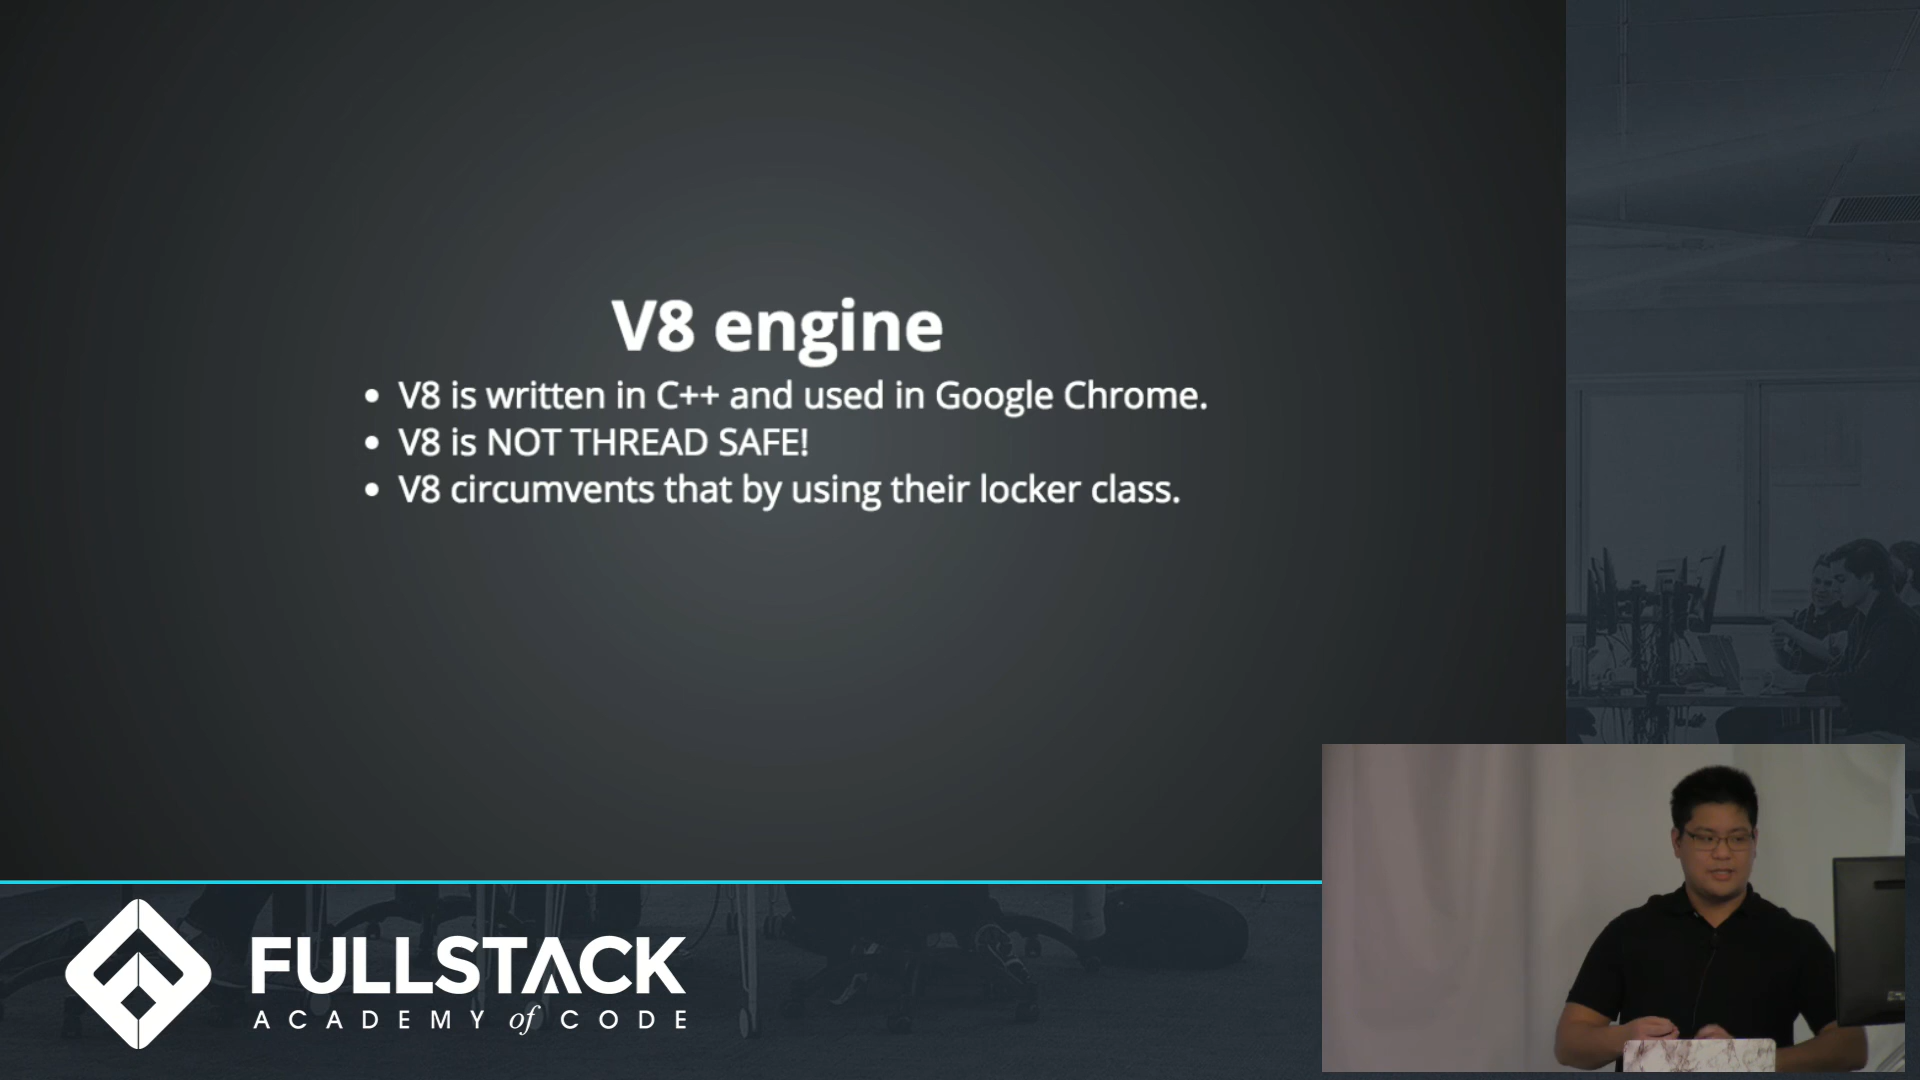 V8 engine
• V8 is written in C++ and used in Google Chrome.
• V8 is NOT THREAD SAFE!
• V8 circumvents that by using their locker class.
FULLSTACK
ACADEMY of CODE